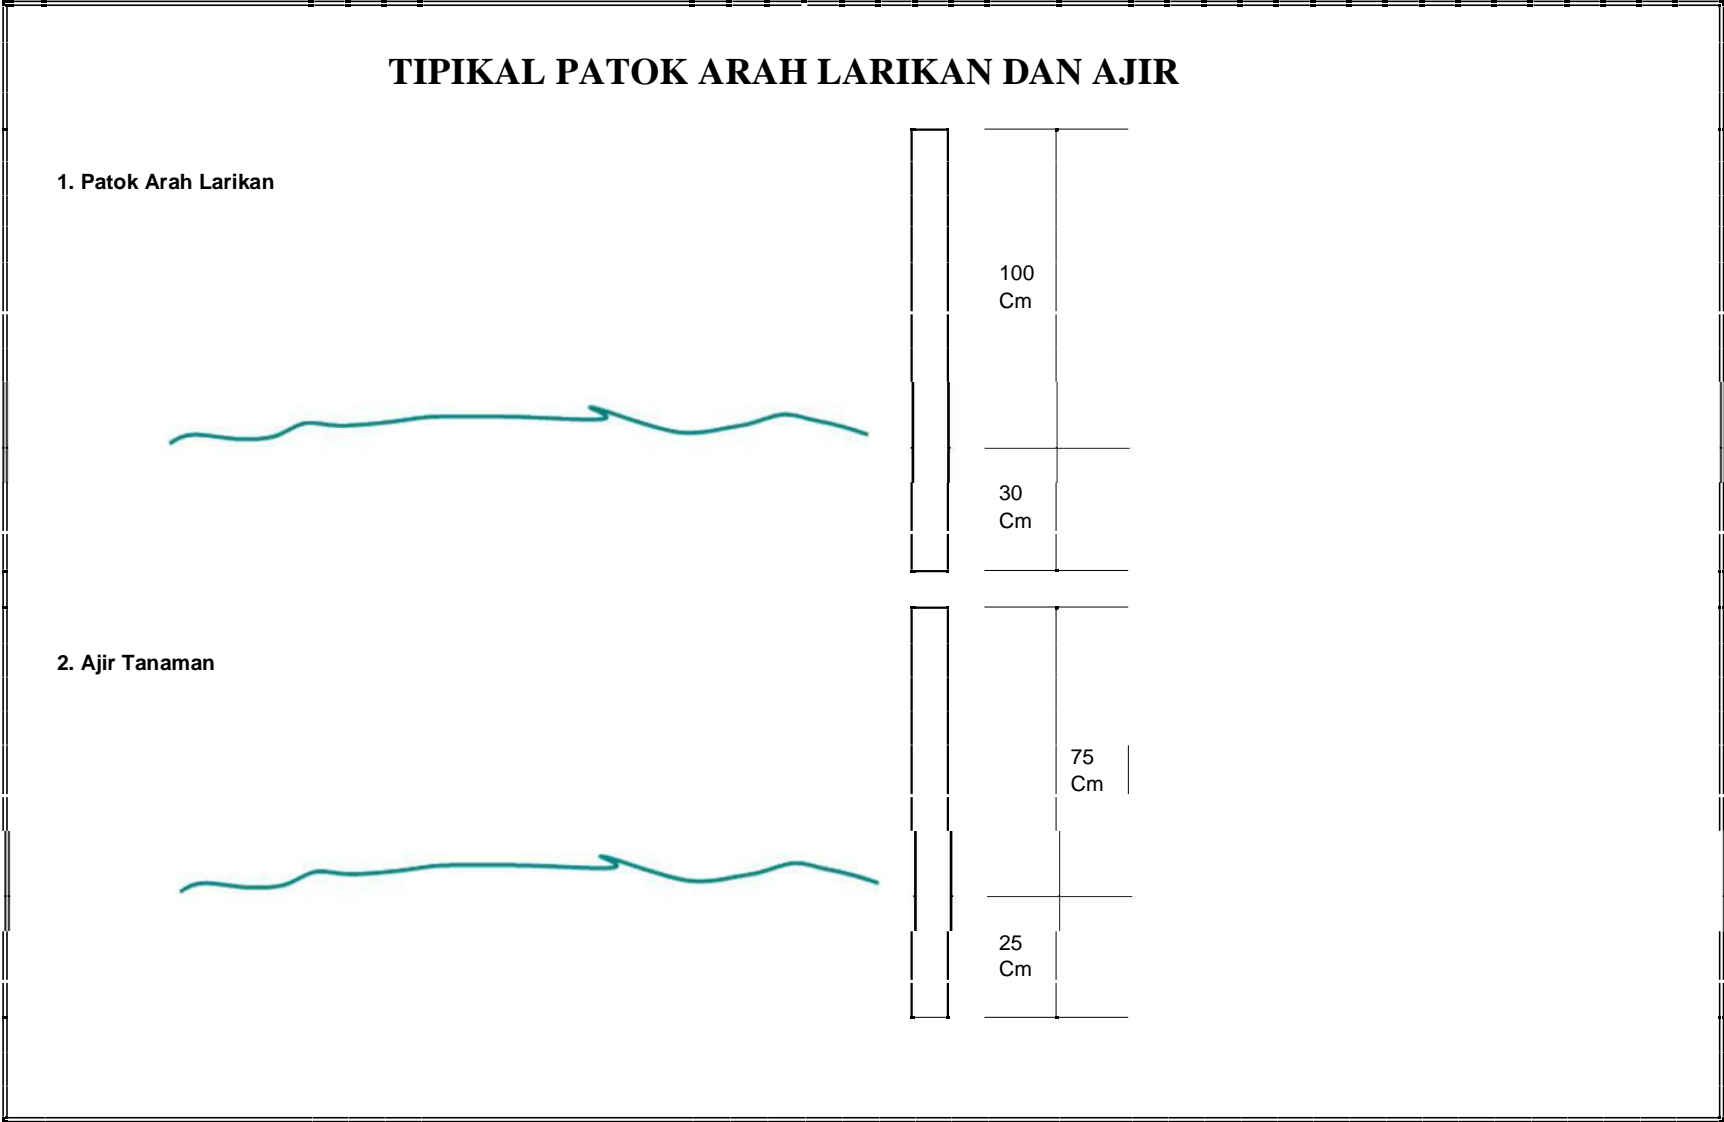 TIPIKAL PATOK ARAH LARIKAN DAN AJIR
1. Patok Arah Larikan
100
Cm
30
Cm
2. Ajir Tanaman
75
Cm
25
Cm